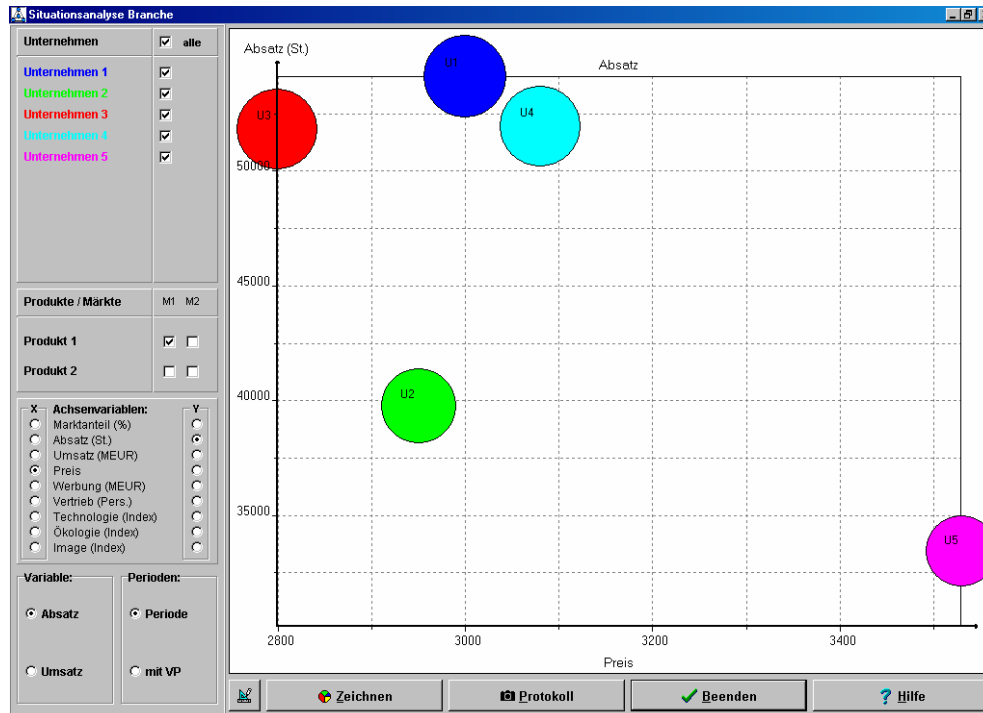 Situationsanalyse Branche
Unternehmen alle
Unternehmen 1
Unternehmen 2
Unternehmen 3
Unternehmen 4
Unternehmen 5
Produkte / Märkte M1 M2
Produkt 1
Produkt 2
X Achsenvariablen: Y
Marktanteil (%)
Absatz (St.)
Umsatz (MEUR)
Preis
Werbung (MEUR)
Vertrieb (Pers.)
Technologie (Index)
Ökologie (Index)
Image (Index)
Variable: Perioden:
Absatz Periode
Umsatz mit VP
Absatz (St.)
Absatz
U1
U3
U4
50000
45000
40000
U2
35000
U5
2800 3000 3200 3400
Preis
Zeichnen Protokoll Beenden ? Hilfe